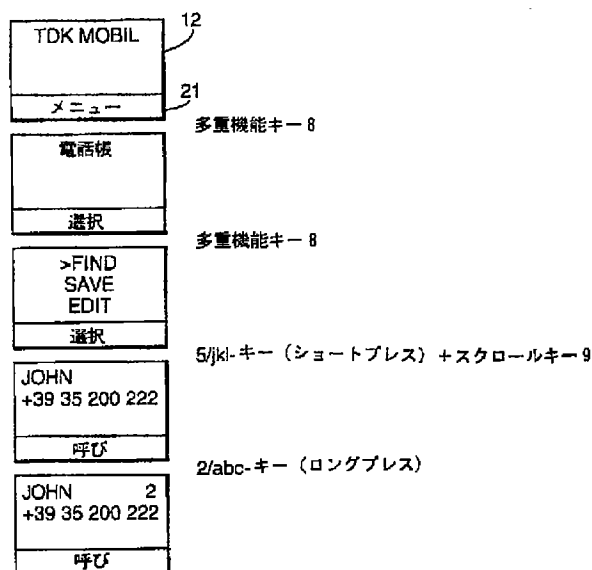 12
TDK MOBIL
21
メニュー
多重機能キー 8
電話帳
選択
多重機能キー 8
>FIND
SAVE
EDIT
選択
5/jkl-キー（ショートプレス）＋スクロールキー 9
JOHN
+39 35 200 222
呼び
2/abc-キー（ロングプレス）
JOHN 2
+39 35 200 222
呼び